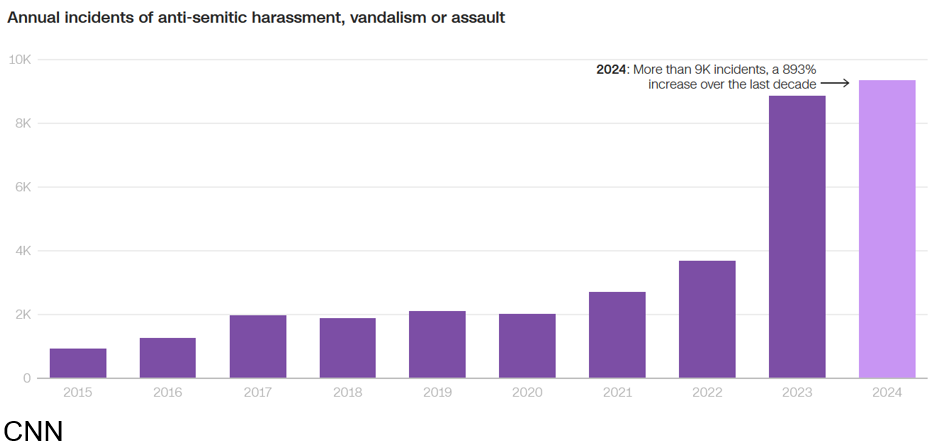 Annual incidents of anti-semitic harassment, vandalism or assault
10K
2024: More than 9K incidents, a 893%
increase over the last decade
8K
6K
4K
2K
0
2015 2016 2017 2018 2019 2020 2021 2022 2023 2024
CNN